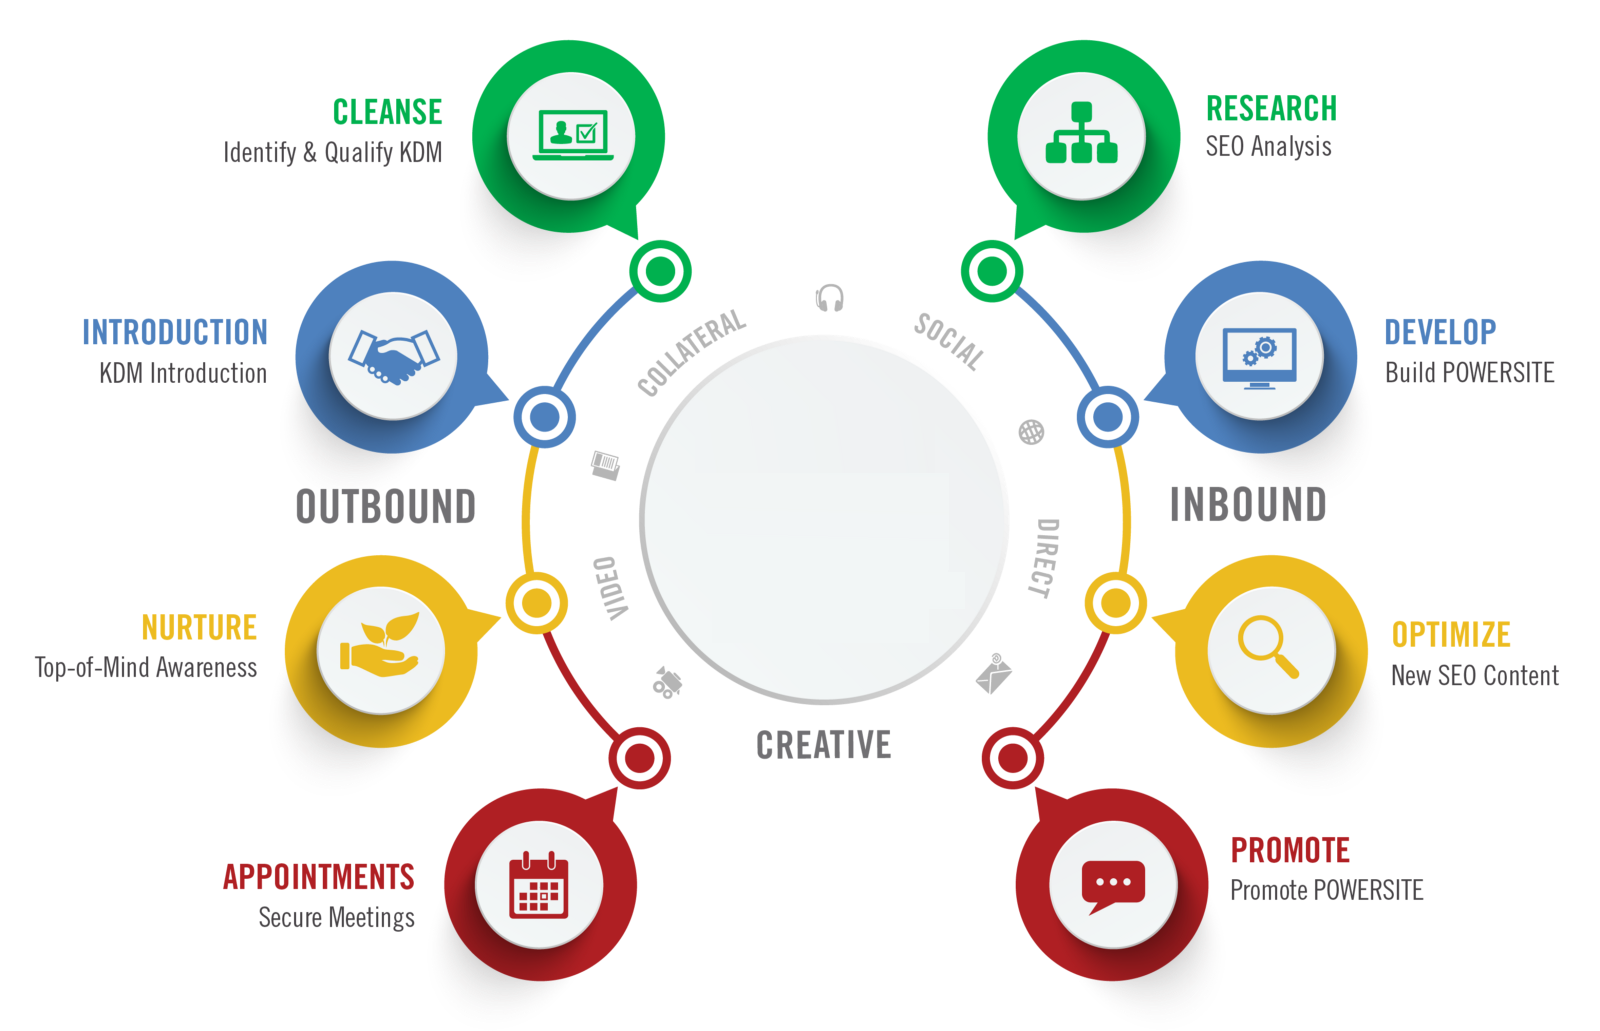 CLEANSE
Identify & Qualify KDM
INTRODUCTION
KDM Introduction
OUTBOUND
NURTURE
Top-of-Mind Awareness
APPOINTMENTS
Secure Meetings
COLLATERAL
VIDEO
SOCIAL
DIRECT
CREATIVE
RESEARCH
SEO Analysis
DEVELOP
Build POWERSITE
INBOUND
OPTIMIZE
New SEO Content
PROMOTE
Promote POWERSITE